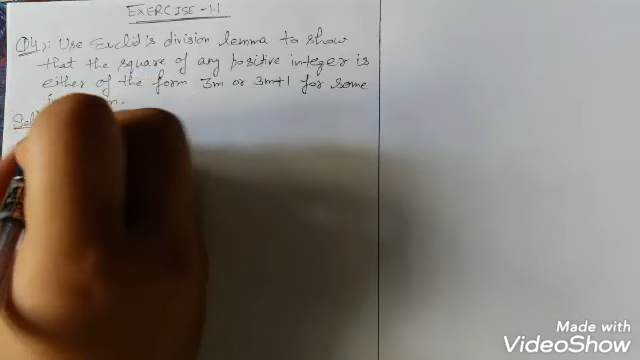 EXERCISE-1.1
Q4): Use Euclid's division lemma to show
that the square of any positive integer is
either of the form 3m or 3m+1 for some
m.
Sol
Made with
VideoShow